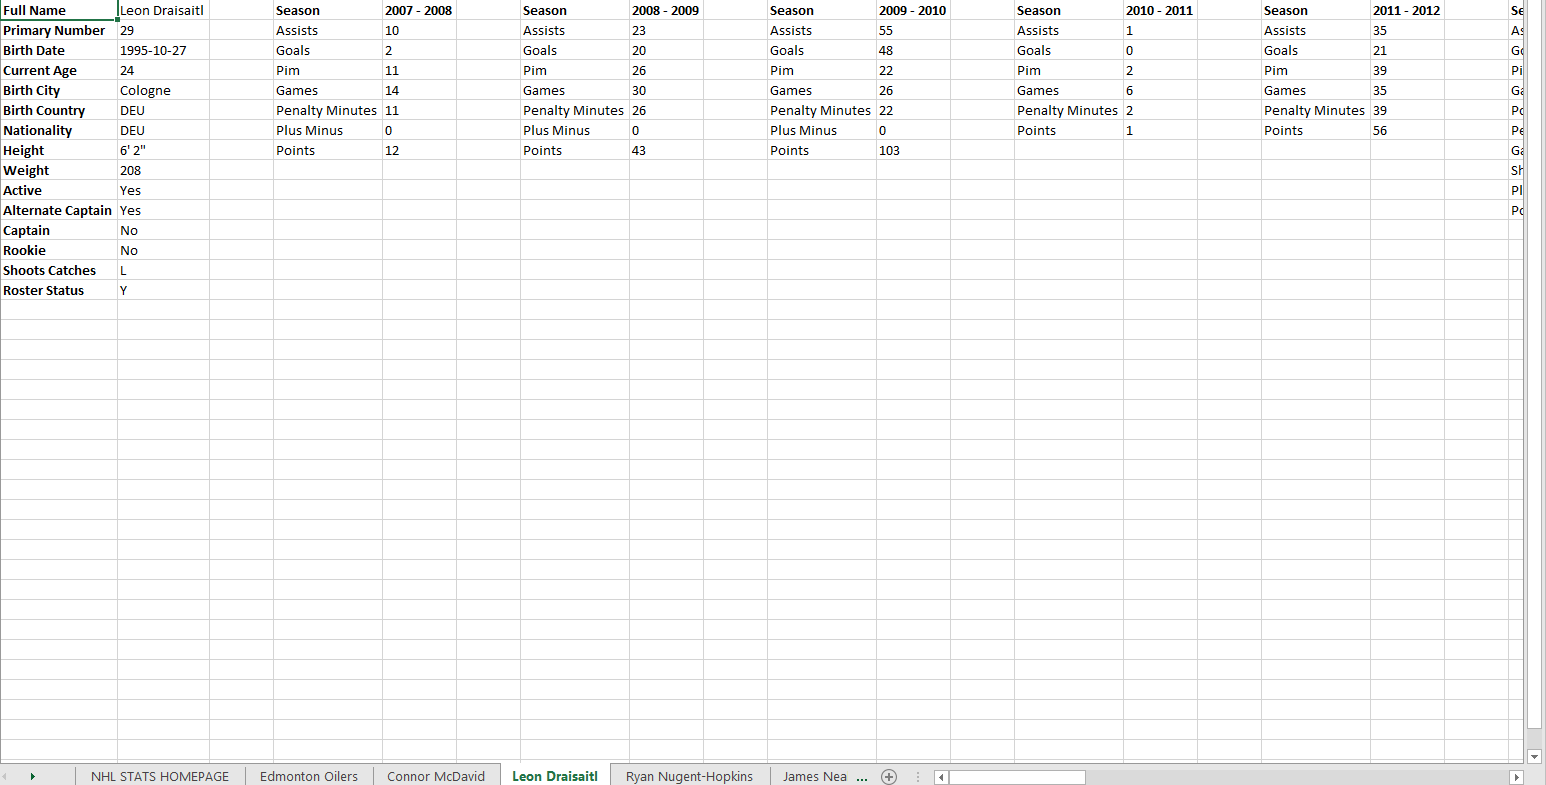 Full Name Leon Draisaitl Season 2007 - 2008 Season 2008 - 2009 Season 2009 - 2010 Season 2010 - 2011 Season 2011 - 2012 Se
Primary Number 29 Assists 10 Assists 23 Assists 55 Assists 1 Assists 35 As
Birth Date 1995-10-27 Goals 2 Goals 20 Goals 48 Goals 0 Goals 21 Go
Current Age 24 Pim 11 Pim 26 Pim 22 Pim 2 Pim 39 Pi
Birth City Cologne Games 14 Games 30 Games 26 Games 6 Games 35 Ga
Birth Country DEU Penalty Minutes 11 Penalty Minutes 26 Penalty Minutes 22 Penalty Minutes 2 Penalty Minutes 39 Po
Nationality DEU Plus Minus 0 Plus Minus 0 Plus Minus 0 Points 1 Points 56 Pe
Height 6' 2" Points 12 Points 43 Points 103 Ga
Weight 208 Sh
Active Yes Pl
Alternate Captain Yes Po
Captain No
Rookie No
Shoots Catches L
Roster Status Y
NHL STATS HOMEPAGE Edmonton Oilers Connor McDavid Leon Draisaitl Ryan Nugent-Hopkins James Nea ...